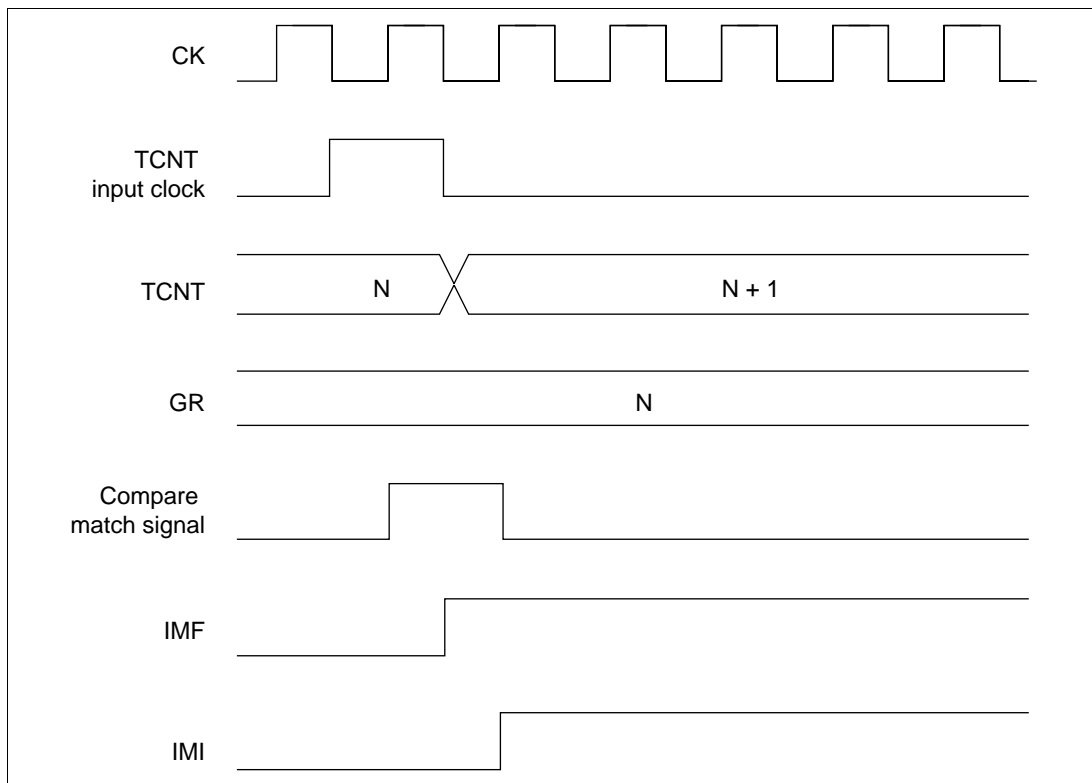 CK
TCNT
input clock
TCNT
N
N + 1
GR
N
Compare
match signal
IMF
IMI